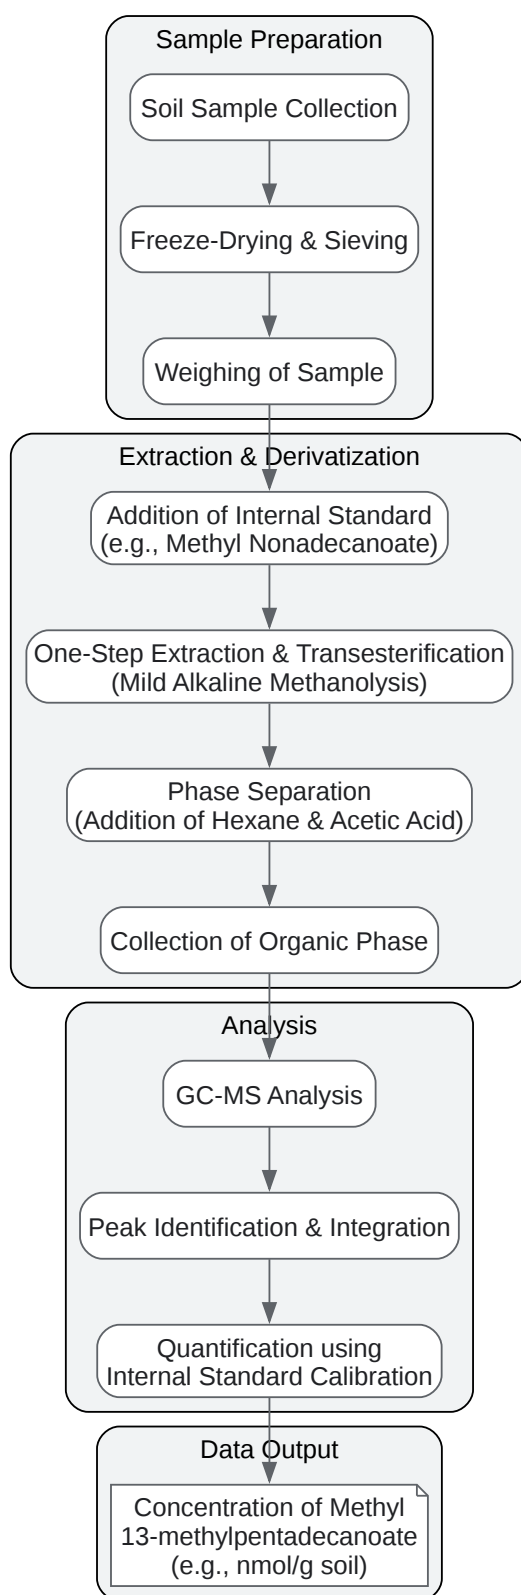 Sample Preparation
Soil Sample Collection
Freeze-Drying & Sieving
Weighing of Sample
Extraction & Derivatization
Addition of Internal Standard
(e.g., Methyl Nonadecanoate)
One-Step Extraction & Transesterification
(Mild Alkaline Methanolysis)
Phase Separation
(Addition of Hexane & Acetic Acid)
Collection of Organic Phase
Analysis
GC-MS Analysis
Peak Identification & Integration
Quantification using
Internal Standard Calibration
Data Output
Concentration of Methyl
13-methylpentadecanoate
(e.g., nmol/g soil)